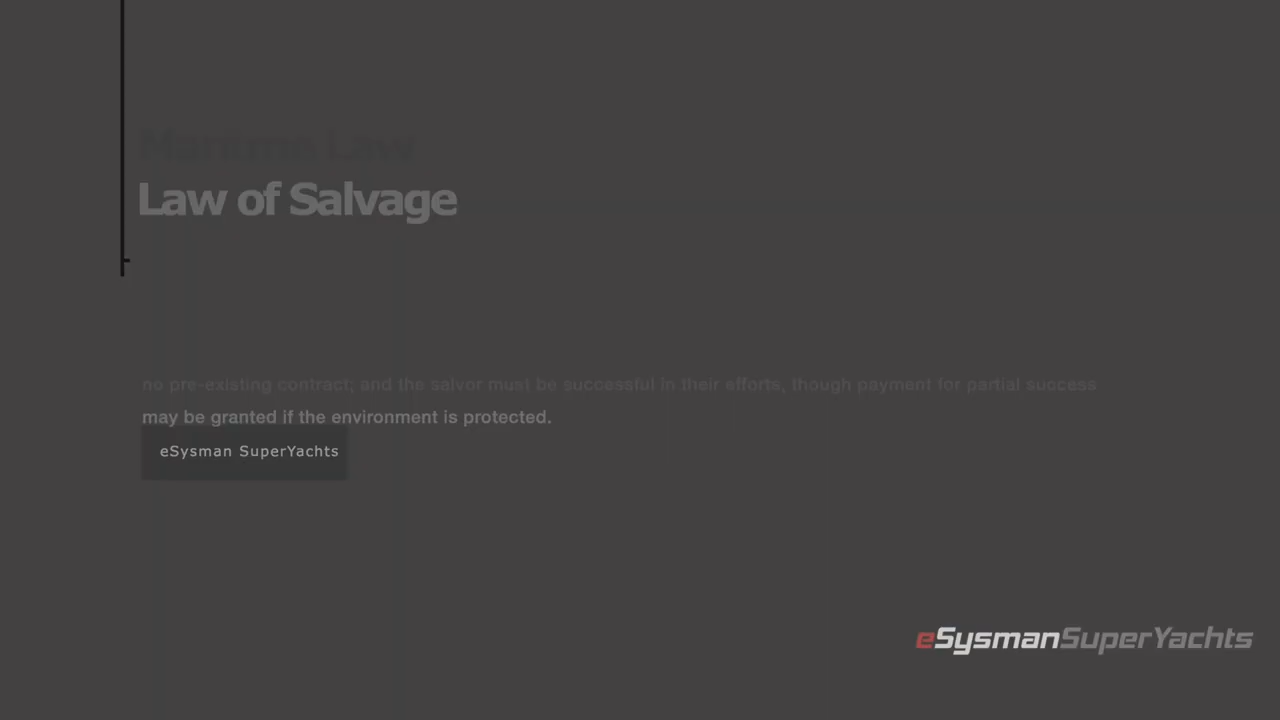 Maritime Law
Law of Salvage
no pre-existing contract; and the salvor must be successful in their efforts, though payment for partial success
may be granted if the environment is protected.
eSysman SuperYachts
eSysmanSuperYachts